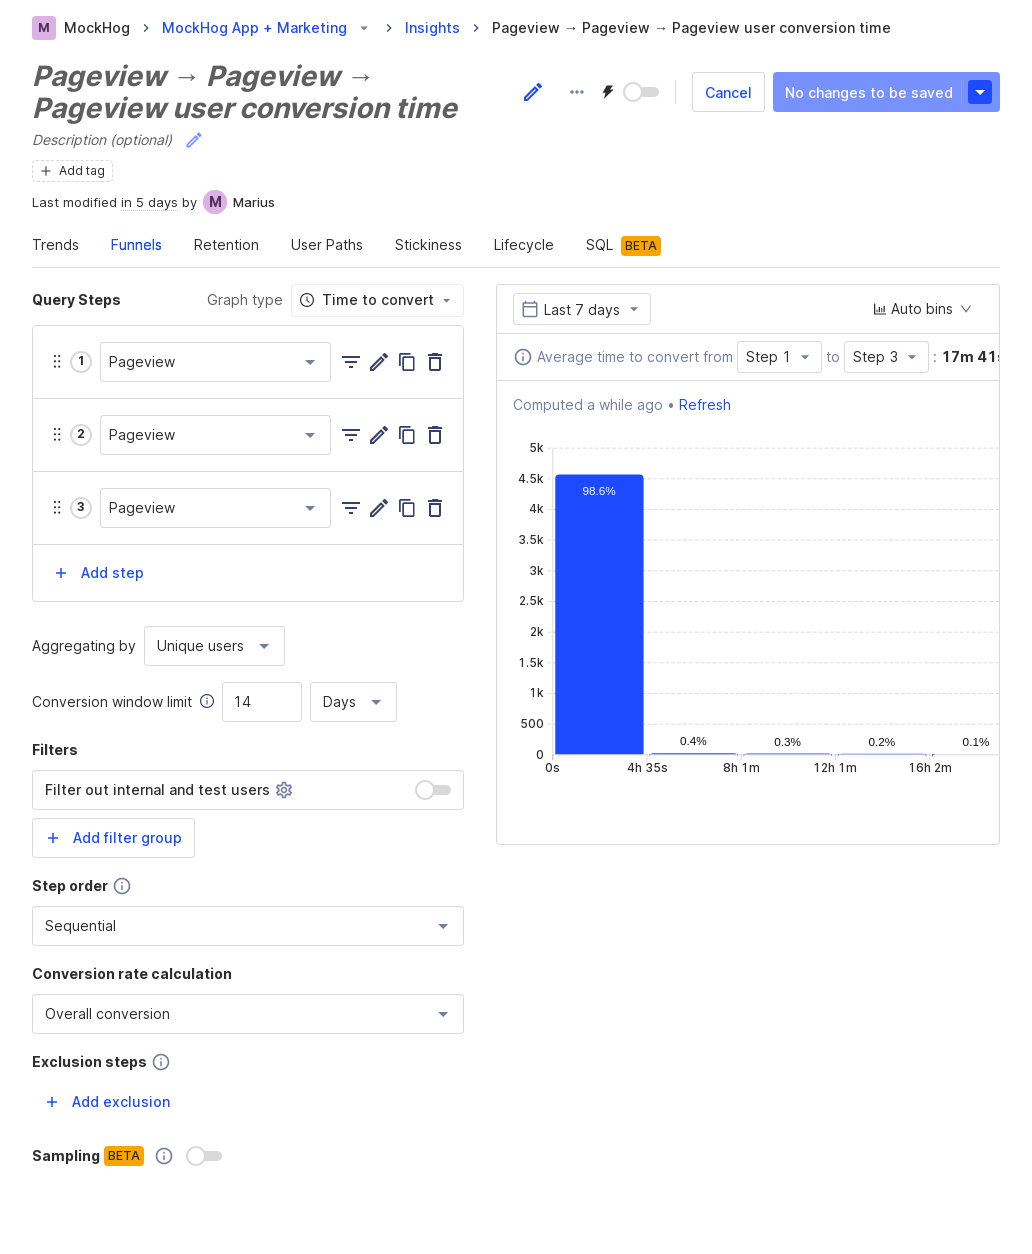 M MockHog > MockHog App + Marketing > Insights > Pageview → Pageview → Pageview user conversion time
Pageview → Pageview →
Pageview user conversion time
Cancel
No changes to be saved
Description (optional)
Add tag
Last modified in 5 days by M Marius
Trends Funnels Retention User Paths Stickiness Lifecycle SQL BETA
Query Steps Graph type Time to convert
1 Pageview
2 Pageview
3 Pageview
+ Add step
Aggregating by Unique users
Conversion window limit 14 Days
Filters
Filter out internal and test users
+ Add filter group
Step order
Sequential
Conversion rate calculation
Overall conversion
Exclusion steps
+ Add exclusion
Sampling BETA
Last 7 days Auto bins
Average time to convert from Step 1 to Step 3 : 17m 41s
Computed a while ago • Refresh
5k
4.5k
98.6%
4k
3.5k
3k
2.5k
2k
1.5k
1k
500
0.4% 0.3% 0.2% 0.1%
0
0s 4h 35s 8h 1m 12h 1m 16h 2m